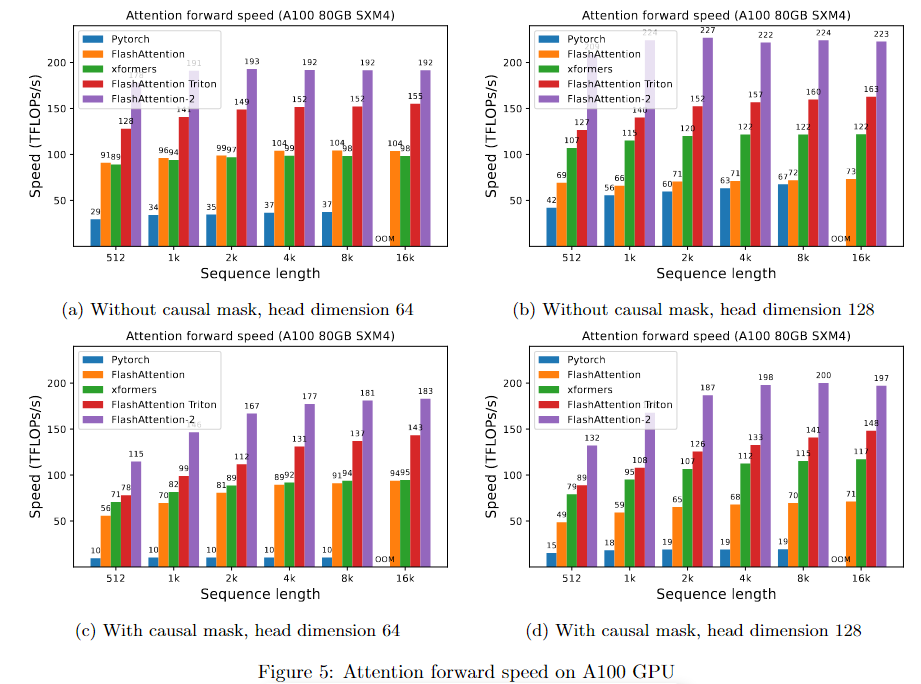 Attention forward speed (A100 80GB SXM4)
Speed (TFLOPs/s)
200
150
100
50
Pytorch
FlashAttention
xformers
FlashAttention Triton
FlashAttention-2
29 91 89 128
34 96 94 141 191
35 99 97 149 193
37 104 99 152 192
37 104 98 152 192
OOM 104 98 155 192
512 1k 2k 4k 8k 16k
Sequence length
(a) Without causal mask, head dimension 64
Attention forward speed (A100 80GB SXM4)
Speed (TFLOPs/s)
200
150
100
50
Pytorch
FlashAttention
xformers
FlashAttention Triton
FlashAttention-2
42 69 107 127 209
56 66 115 140 224
60 71 120 152 227
63 71 122 157 222
67 72 122 160 224
OOM 73 122 163 223
512 1k 2k 4k 8k 16k
Sequence length
(b) Without causal mask, head dimension 128
Attention forward speed (A100 80GB SXM4)
Speed (TFLOPs/s)
200
150
100
50
Pytorch
FlashAttention
xformers
FlashAttention Triton
FlashAttention-2
10 56 71 78 115
10 70 82 99 146
10 81 89 112 167
10 89 92 131 177
10 91 94 137 181
OOM 94 95 143 183
512 1k 2k 4k 8k 16k
Sequence length
(c) With causal mask, head dimension 64
Attention forward speed (A100 80GB SXM4)
Speed (TFLOPs/s)
200
150
100
50
Pytorch
FlashAttention
xformers
FlashAttention Triton
FlashAttention-2
15 49 79 89 132
18 59 95 108
19 65 107 126 187
19 68 112 133 198
19 70 115 141 200
OOM 71 117 148 197
512 1k 2k 4k 8k 16k
Sequence length
(d) With causal mask, head dimension 128
Figure 5: Attention forward speed on A100 GPU